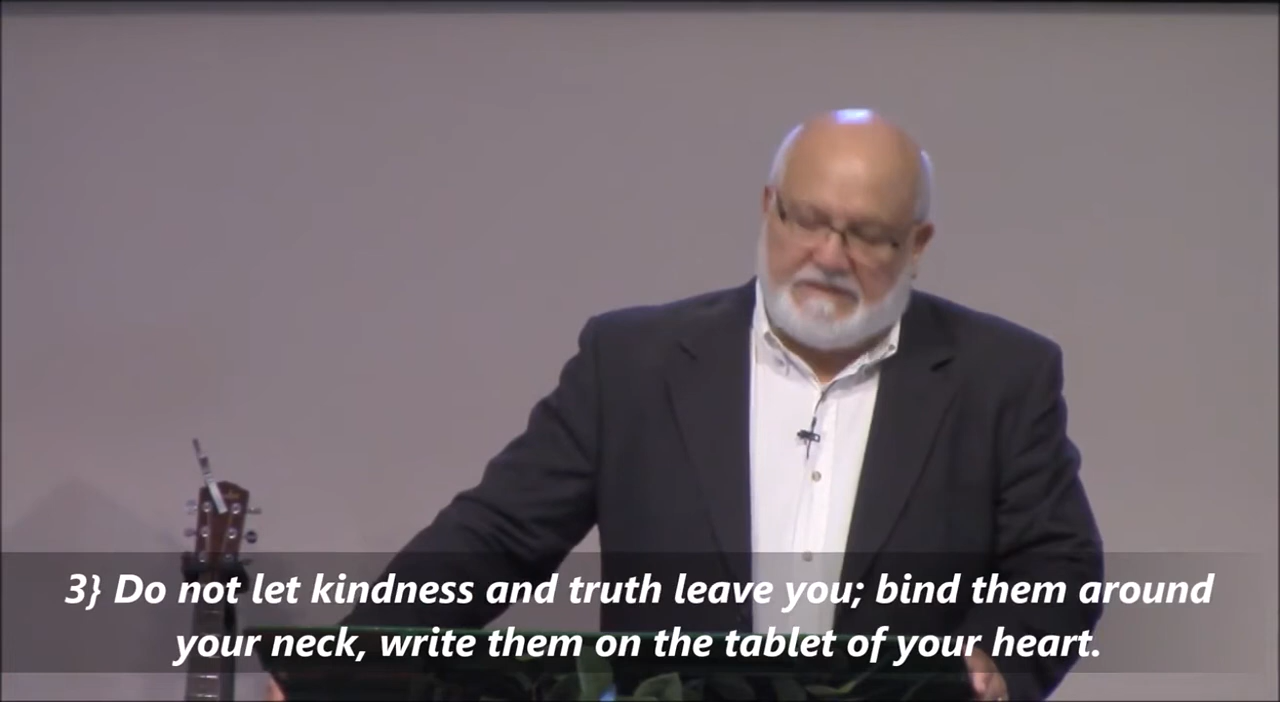 3} Do not let kindness and truth leave you; bind them around
your neck, write them on the tablet of your heart.